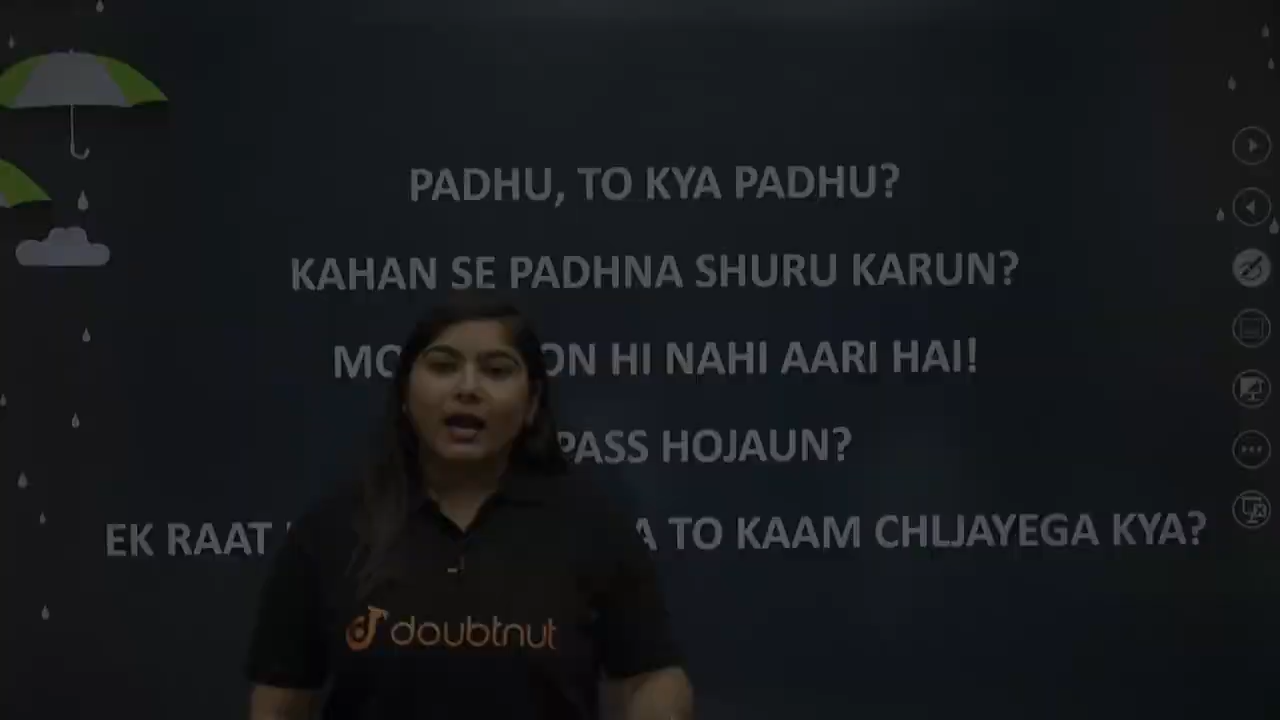 PADHU, TO KYA PADHU?
KAHAN SE PADHNA SHURU KARUN?
ON HI NAHI AARI HAI!
PASS HOJAUN?
EK RAAT TO KAAM CHLJAYEGA KYA?
doubtnut